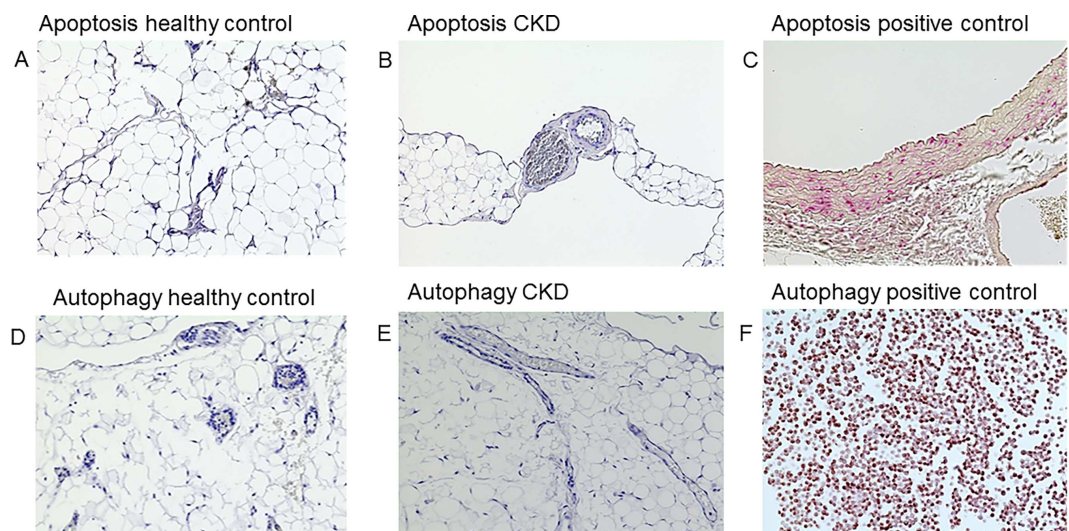 Apoptosis healthy control
Apoptosis CKD
Apoptosis positive control
A
B
C
Autophagy healthy control
Autophagy CKD
Autophagy positive control
D
E
F